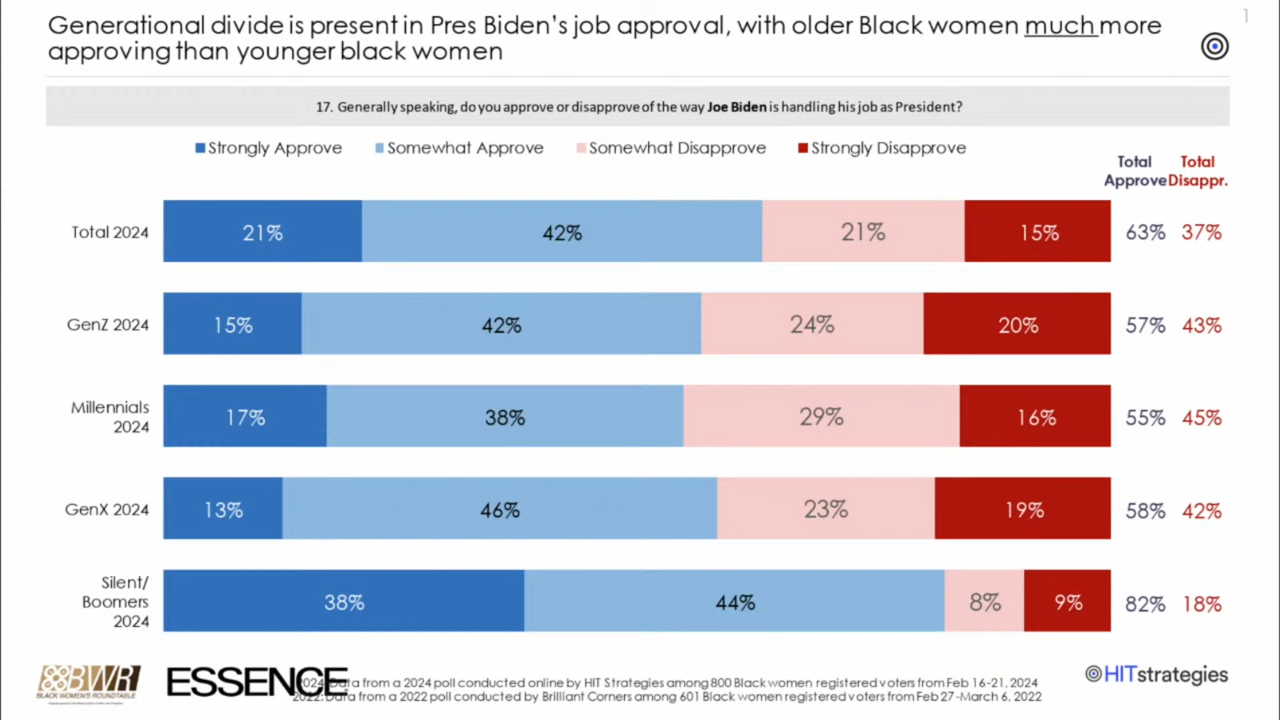 1
Generational divide is present in Pres Biden's job approval, with older Black women much more
approving than younger black women
17. Generally speaking, do you approve or disapprove of the way Joe Biden is handling his job as President?
Strongly Approve Somewhat Approve Somewhat Disapprove Strongly Disapprove
Total Total
Approve Disappr.
Total 2024 21% 42% 21% 15% 63% 37%
GenZ 2024 15% 42% 24% 20% 57% 43%
Millennials
2024 17% 38% 29% 16% 55% 45%
GenX 2024 13% 46% 23% 19% 58% 42%
Silent/
Boomers
2024 38% 44% 8% 9% 82% 18%
BWR
BLACK WOMEN'S ROUNDTABLE
ESSENCE
2024: Data from a 2024 poll conducted online by HIT Strategies among 800 Black women registered voters from Feb 16-21, 2024
2022: Data from a 2022 poll conducted by Brilliant Corners among 601 Black women registered voters from Feb 27-March 6, 2022
HITstrategies